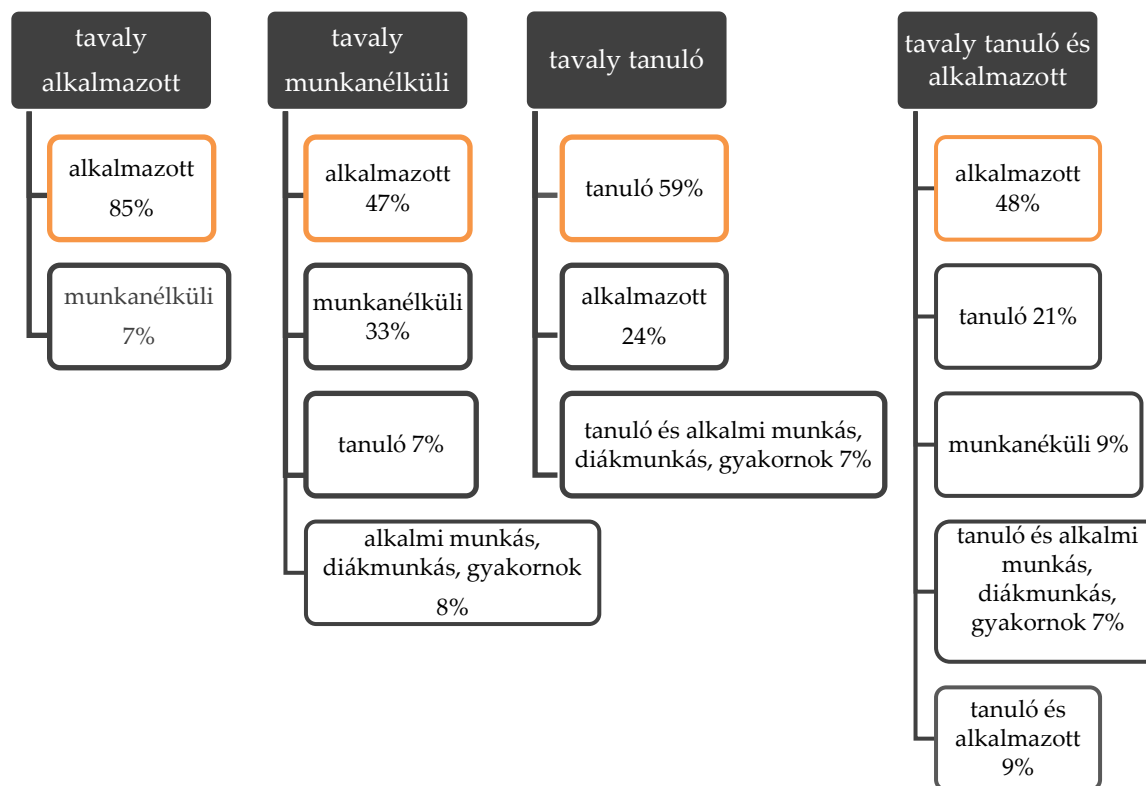 tavaly
alkalmazott
alkalmazott
85%
munkanélküli
7%
tavaly
munkanélküli
alkalmazott
47%
munkanélküli
33%
tanuló 7%
alkalmi munkás,
diákmunkás, gyakornok
8%
tavaly tanuló
tanuló 59%
alkalmazott
24%
tanuló és alkalmi munkás,
diákmunkás, gyakornok 7%
tavaly tanuló és
alkalmazott
alkalmazott
48%
tanuló 21%
munkanéküli 9%
tanuló és alkalmi
munkás,
diákmunkás,
gyakornok 7%
tanuló és
alkalmazott
9%